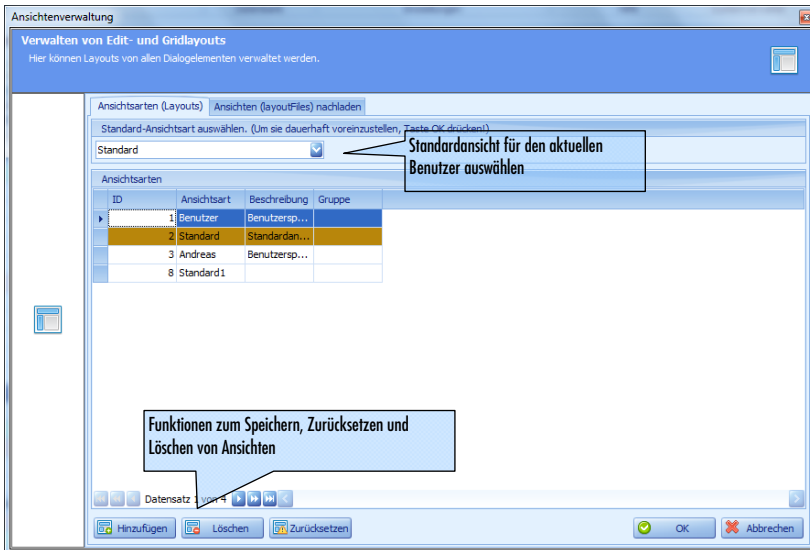 Ansichtenverwaltung
Verwalten von Edit- und Gridlayouts
Hier können Layouts von allen Dialogelementen verwaltet werden.
Ansichtsarten (Layouts) Ansichten (layoutFiles) nachladen
Standard-Ansichtsart auswählen. (Um sie dauerhaft voreinzustellen, Taste OK drücken!)
Standard
Standardansicht für den aktuellen
Benutzer auswählen
Ansichtsarten
ID Ansichtsart Beschreibung Gruppe
1 Benutzer Benutzersp...
2 Standard Standardan...
3 Andreas Benutzersp...
8 Standard1
Funktionen zum Speichern, Zurücksetzen und
Löschen von Ansichten
Datensatz 1 von 4
Hinzufügen Löschen Zurücksetzen OK Abbrechen